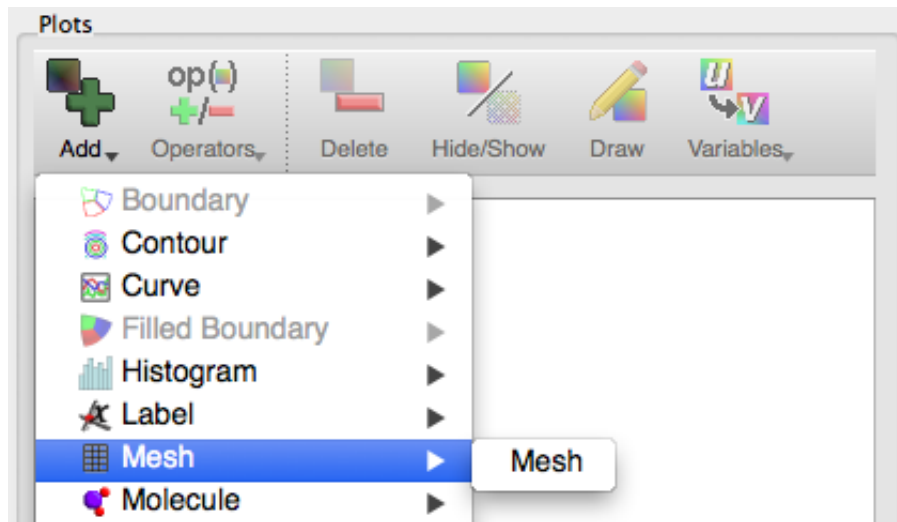 Plots
op( )
+/-
Add Operators Delete Hide/Show Draw Variables
U
V
Boundary
Contour
Curve
Filled Boundary
Histogram
Label
Mesh Mesh
Molecule